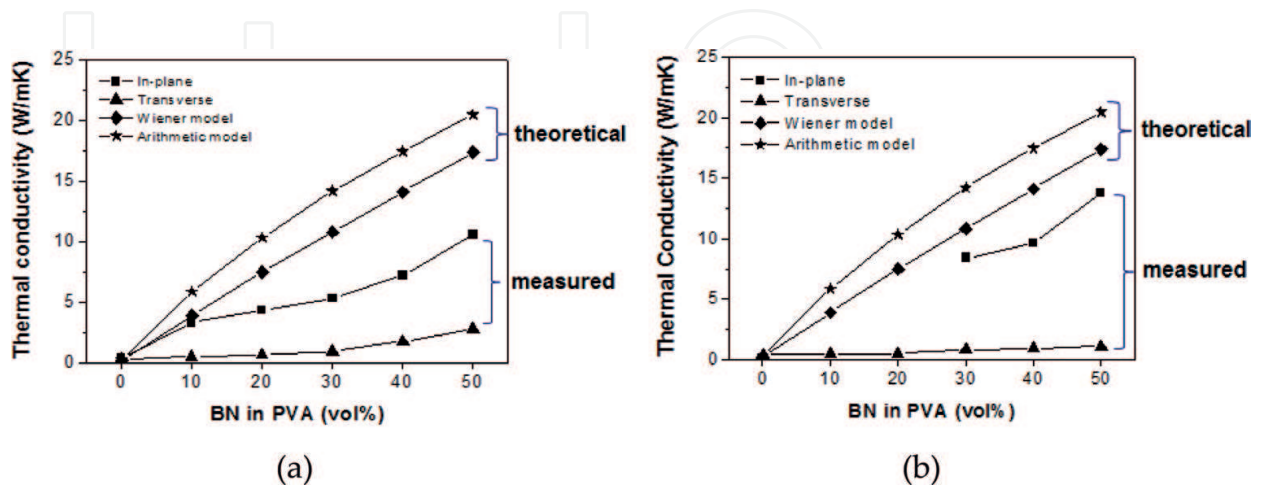 25
20
15
10
5
0
Thermal conductivity (W/mK)
In-plane
Transverse
Wiener model
Arithmetic model
theoretical
measured
0 10 20 30 40 50
BN in PVA (vol%)
(a)
25
20
15
10
5
0
Thermal Conductivity (W/mK)
In-plane
Transverse
Wiener model
Arithmetic model
theoretical
measured
0 10 20 30 40 50
BN in PVA (vol%)
(b)